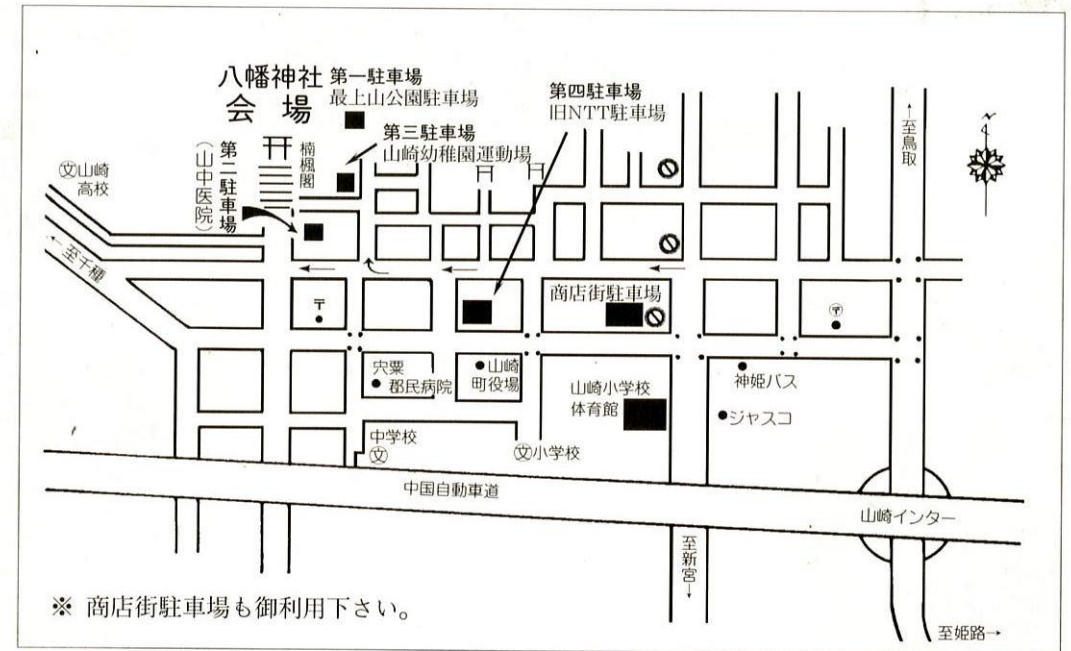 八幡神社
会場
第一駐車場
最上山公園駐車場
第三駐車場
山崎幼稚園運動場
第四駐車場
旧NTT駐車場
至鳥取
N
楠楓閣
第二駐車場
(山中医院)
文山崎
高校
至千種
〒
商店街駐車場
〒
宍粟
郡民病院
山崎
町役場
山崎小学校
体育館
神姫バス
ジャスコ
中学校
文
文小学校
中国自動車道
山崎インター
至新宮→
※ 商店街駐車場も御利用下さい。
至姫路→